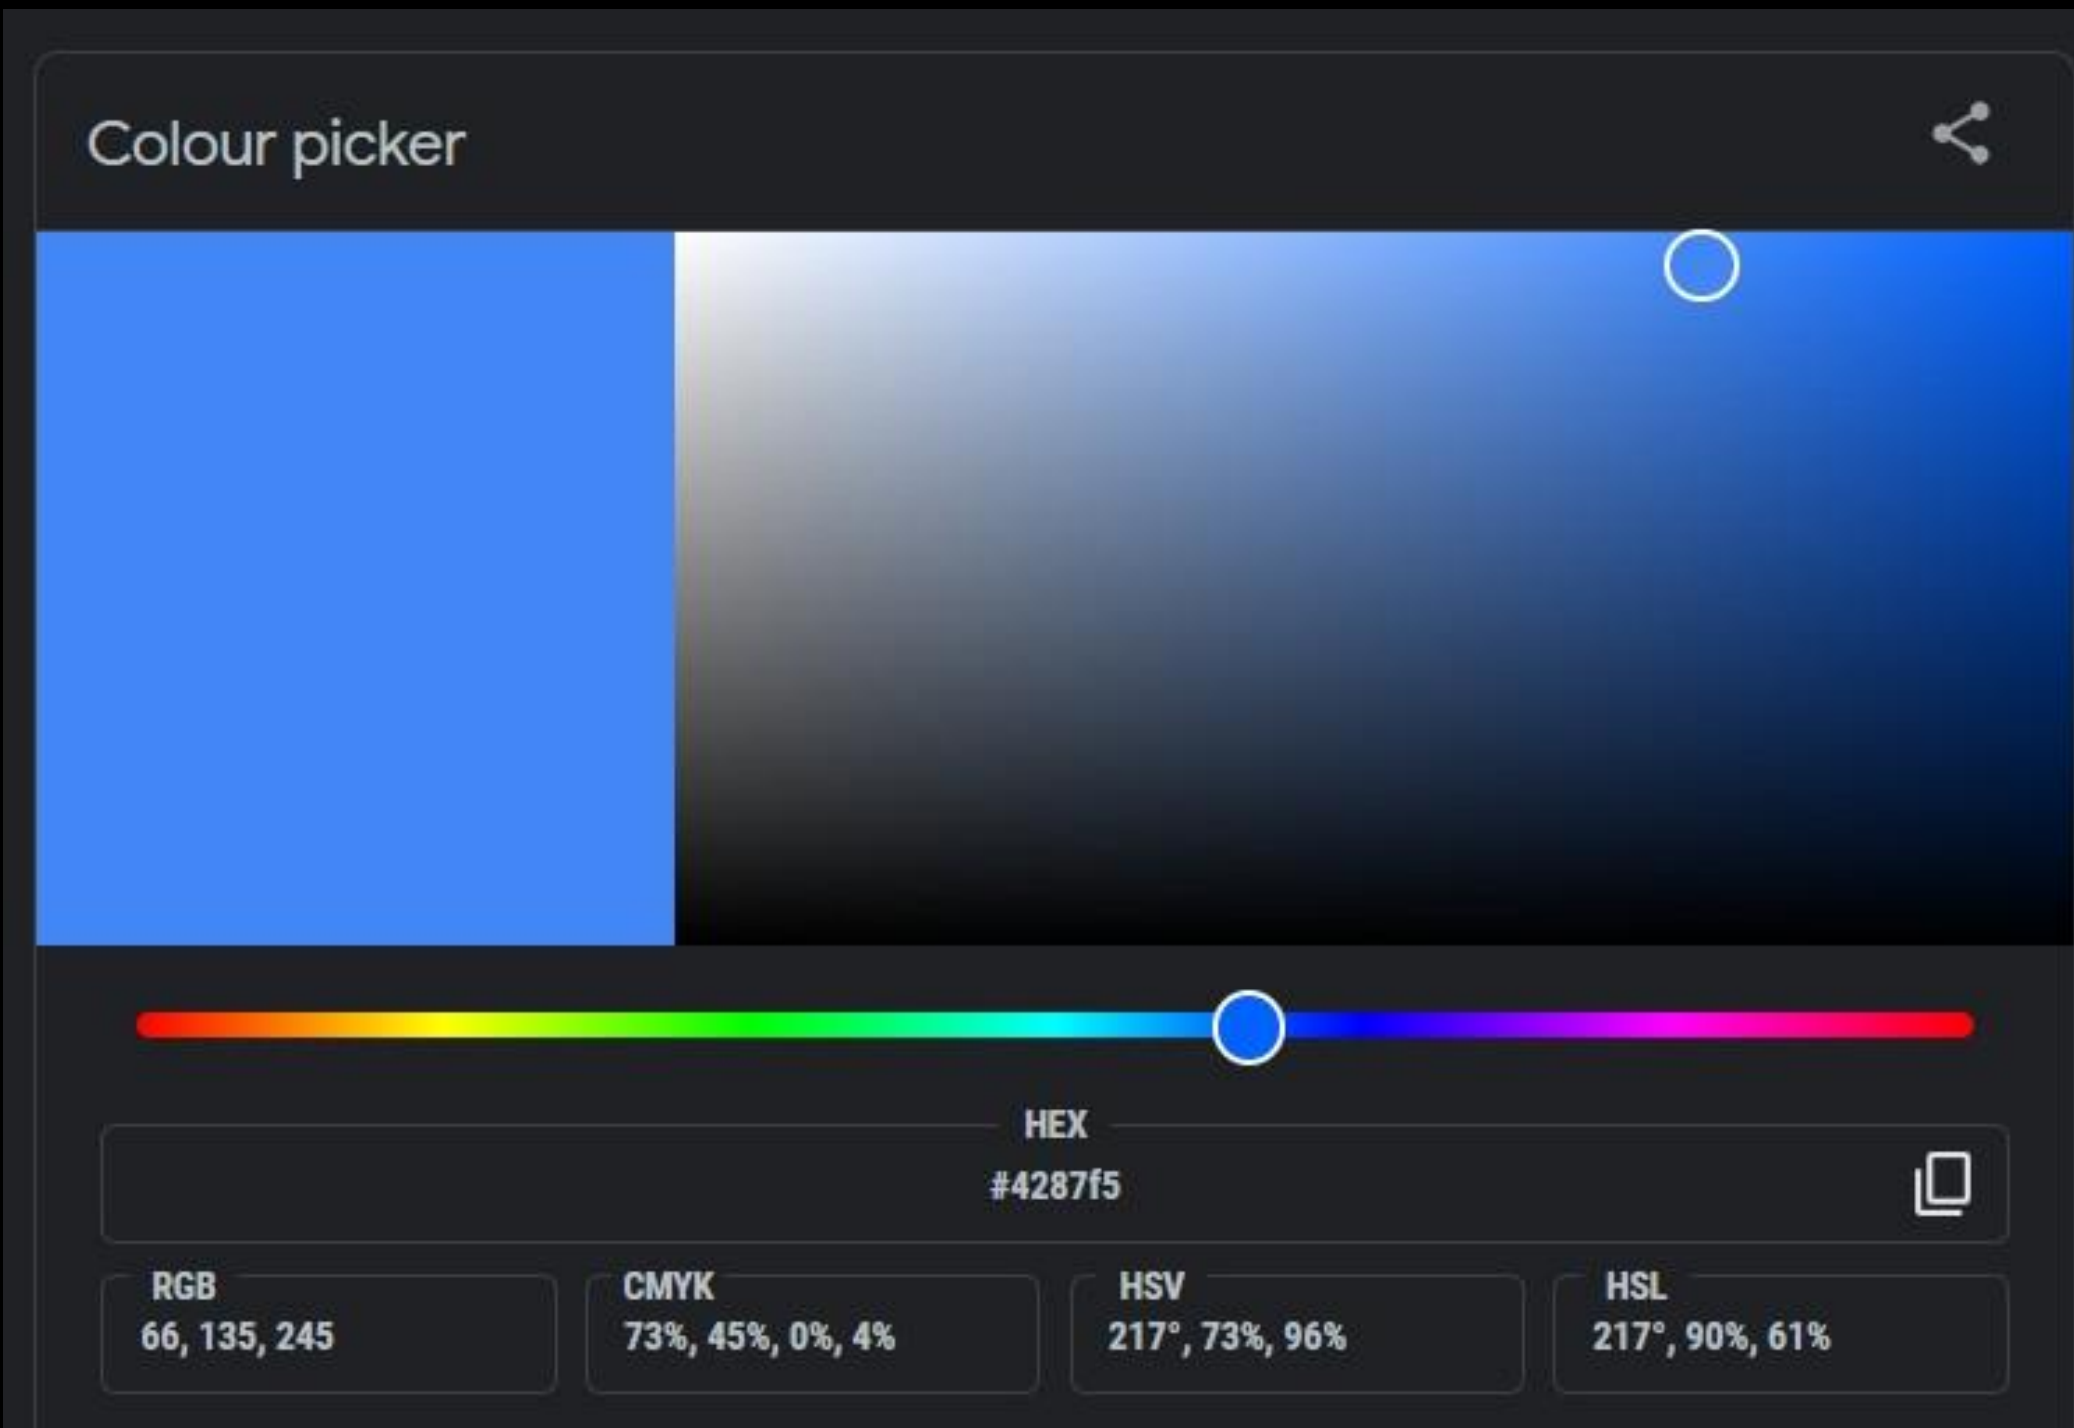 Colour picker
HEX
#4287f5
RGB
66, 135, 245
CMYK
73%, 45%, 0%, 4%
HSV
217°, 73%, 96%
HSL
217°, 90%, 61%